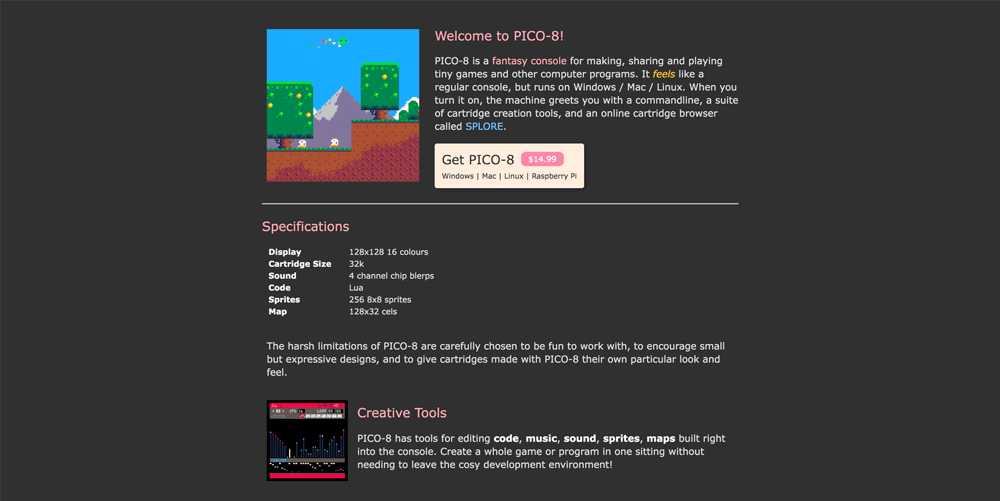 Welcome to PICO-8!
PICO-8 is a fantasy console for making, sharing and playing
tiny games and other computer programs. It feels like a
regular console, but runs on Windows / Mac / Linux. When you
turn it on, the machine greets you with a commandline, a suite
of cartridge creation tools, and an online cartridge browser
called SPLORE.
Get PICO-8 $14.99
Windows | Mac | Linux | Raspberry Pi
Specifications
Display 128x128 16 colours
Cartridge Size 32k
Sound 4 channel chip blerps
Code Lua
Sprites 256 8x8 sprites
Map 128x32 cels
The harsh limitations of PICO-8 are carefully chosen to be fun to work with, to encourage small
but expressive designs, and to give cartridges made with PICO-8 their own particular look and
feel.
Creative Tools
PICO-8 has tools for editing code, music, sound, sprites, maps built right
into the console. Create a whole game or program in one sitting without
needing to leave the cosy development environment!